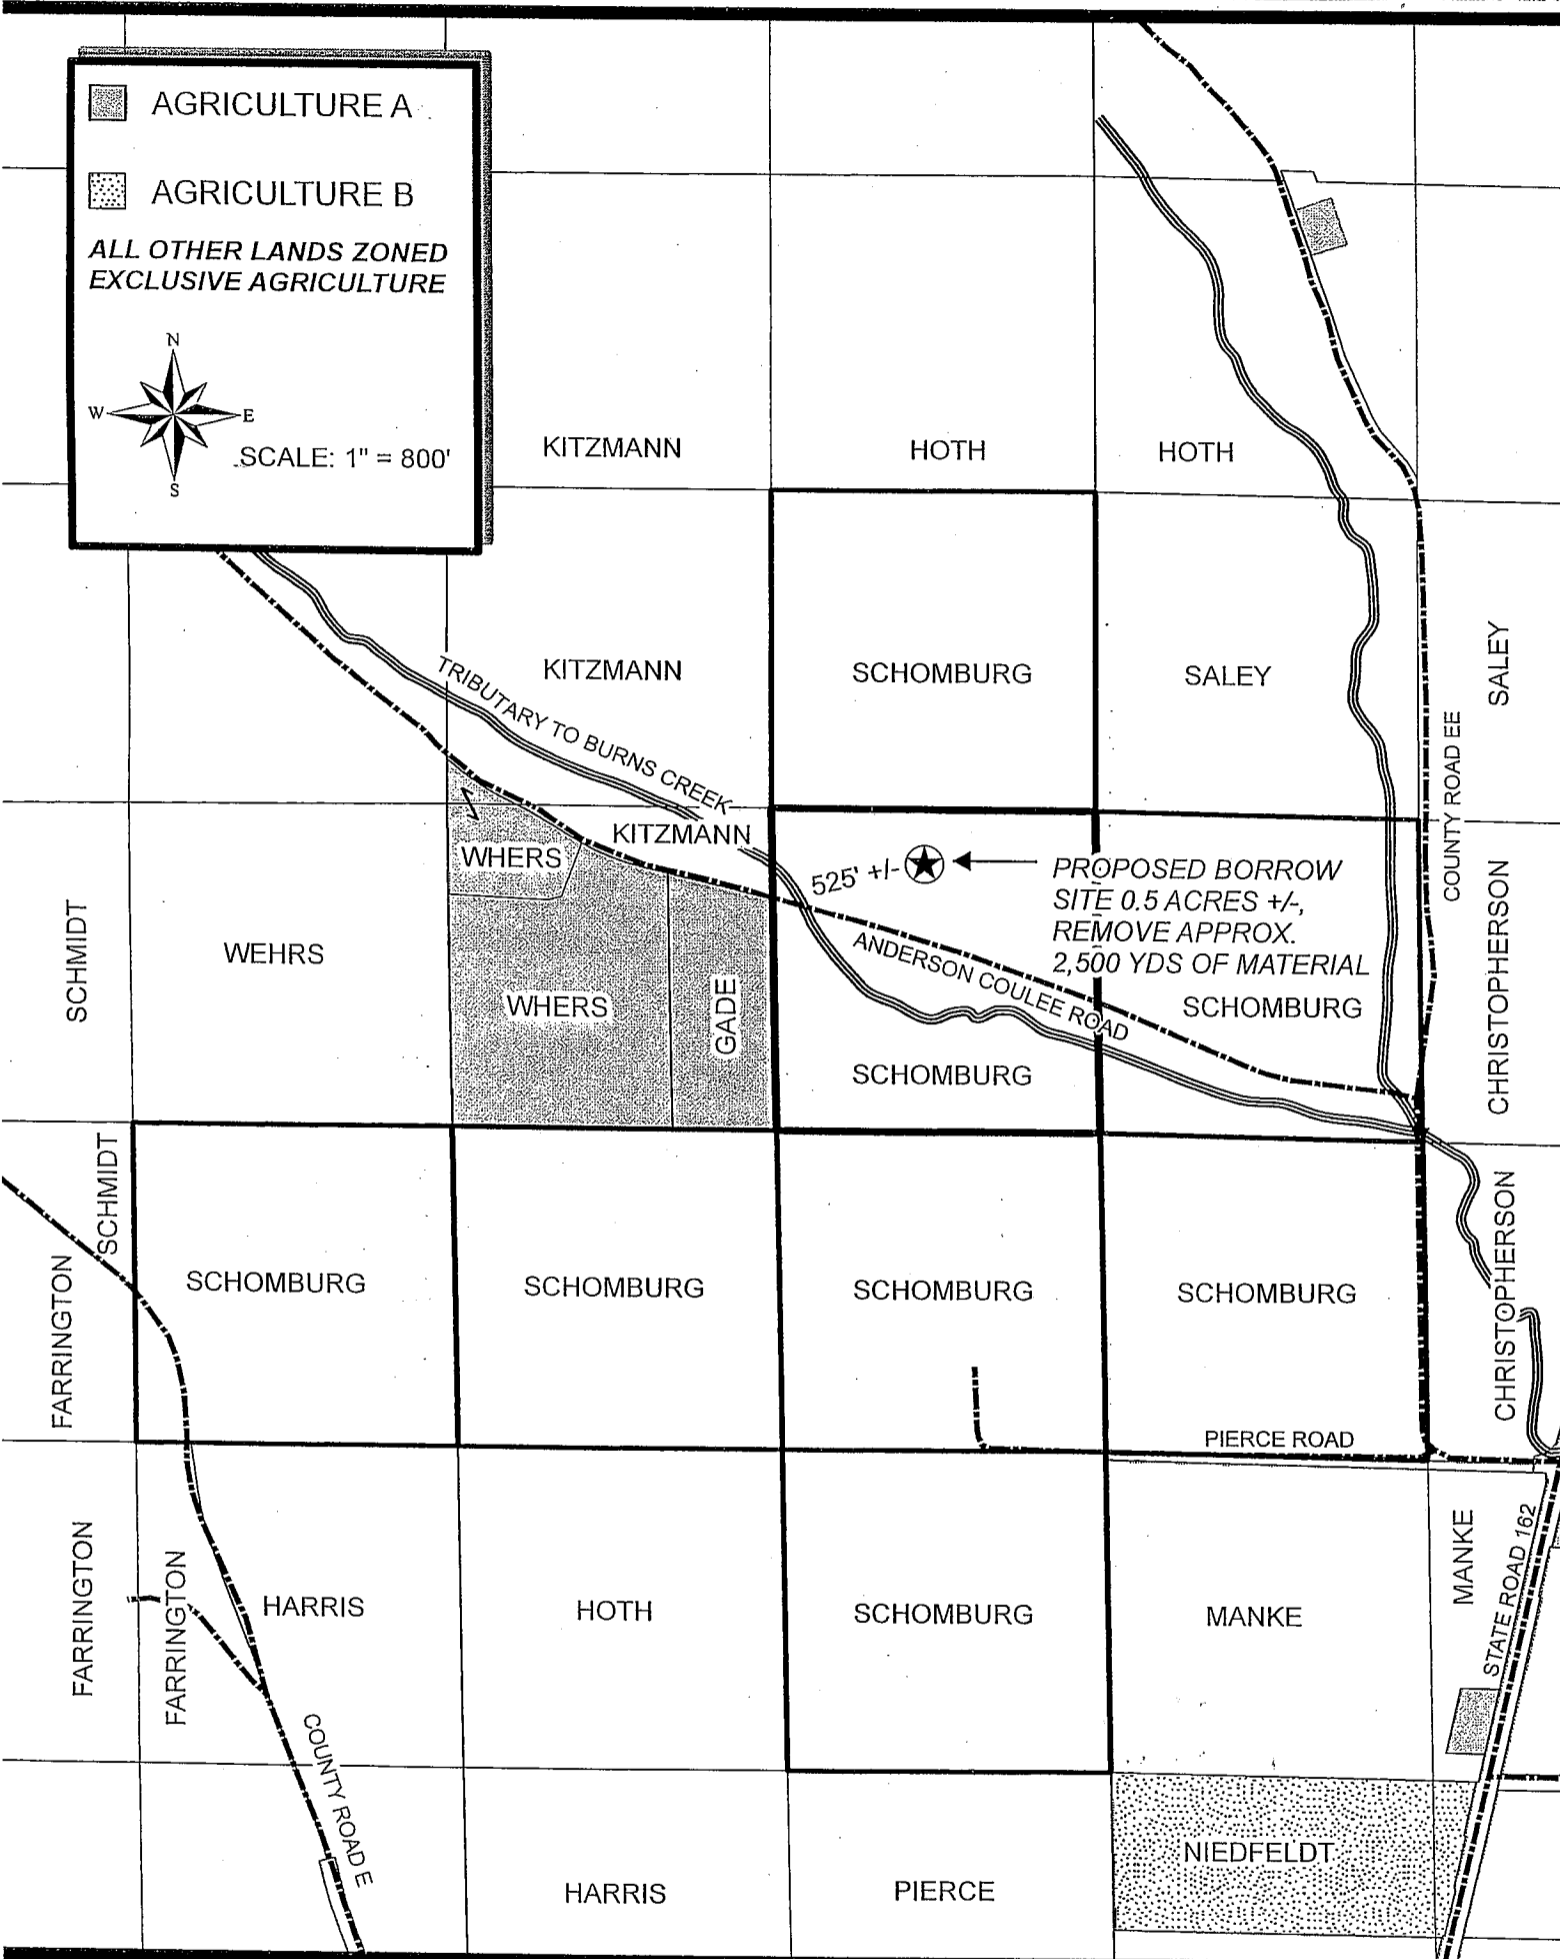 AGRICULTURE A
AGRICULTURE B
ALL OTHER LANDS ZONED
EXCLUSIVE AGRICULTURE
N
W
E
S
SCALE: 1" = 800'
KITZMANN
HOTH
HOTH
KITZMANN
SCHOMBURG
SALEY
SALEY
TRIBUTARY TO BURNS CREEK
COUNTY ROAD EE
KITZMANN
WHERS
525' +/-
PROPOSED BORROW
SITE 0.5 ACRES +/-,
REMOVE APPROX.
2,500 YDS OF MATERIAL
SCHMIDT
WEHRS
WHERS
GADE
ANDERSON COULEE ROAD
SCHOMBURG
CHRISTOPHERSON
SCHOMBURG
SCHMIDT
FARRINGTON
SCHOMBURG
SCHOMBURG
SCHOMBURG
SCHOMBURG
CHRISTOPHERSON
PIERCE ROAD
FARRINGTON
FARRINGTON
HARRIS
HOTH
SCHOMBURG
MANKE
MANKE
STATE ROAD 162
COUNTY ROAD E
HARRIS
PIERCE
NIEDFELDT